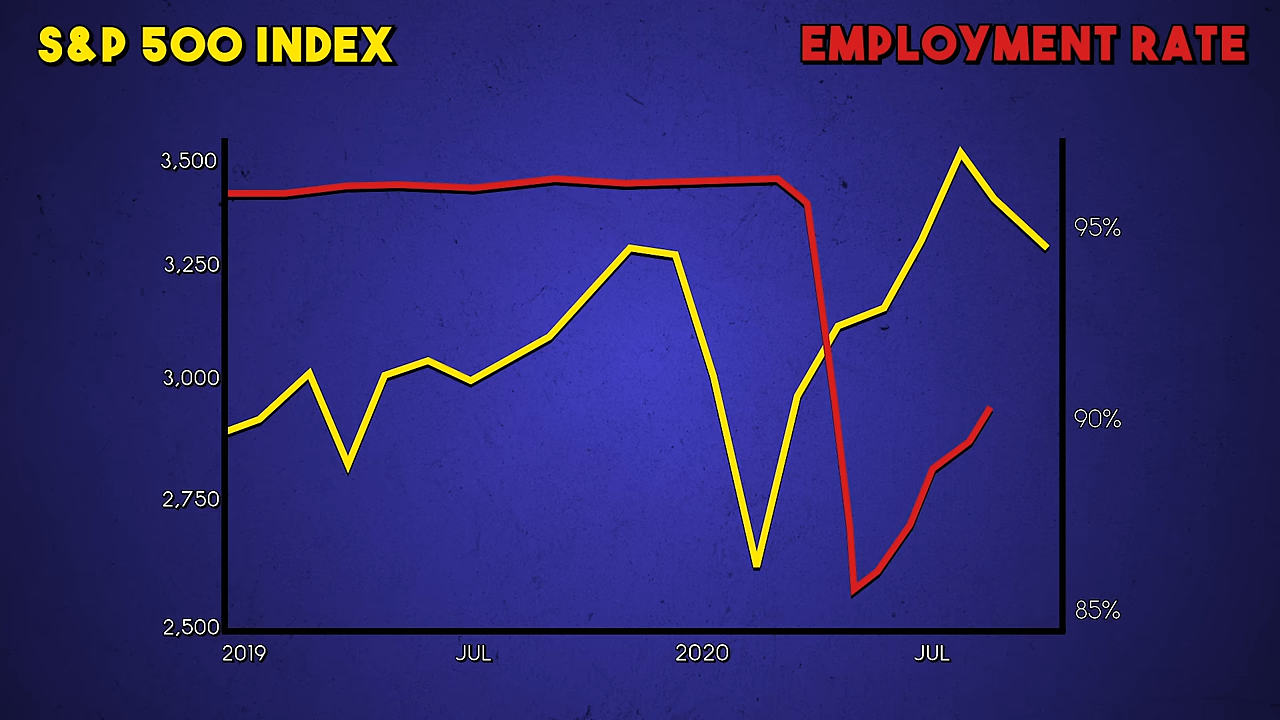 S&P 500 INDEX
EMPLOYMENT RATE
3,500
3,250
3,000
2,750
2,500
95%
90%
85%
2019
JUL
2020
JUL